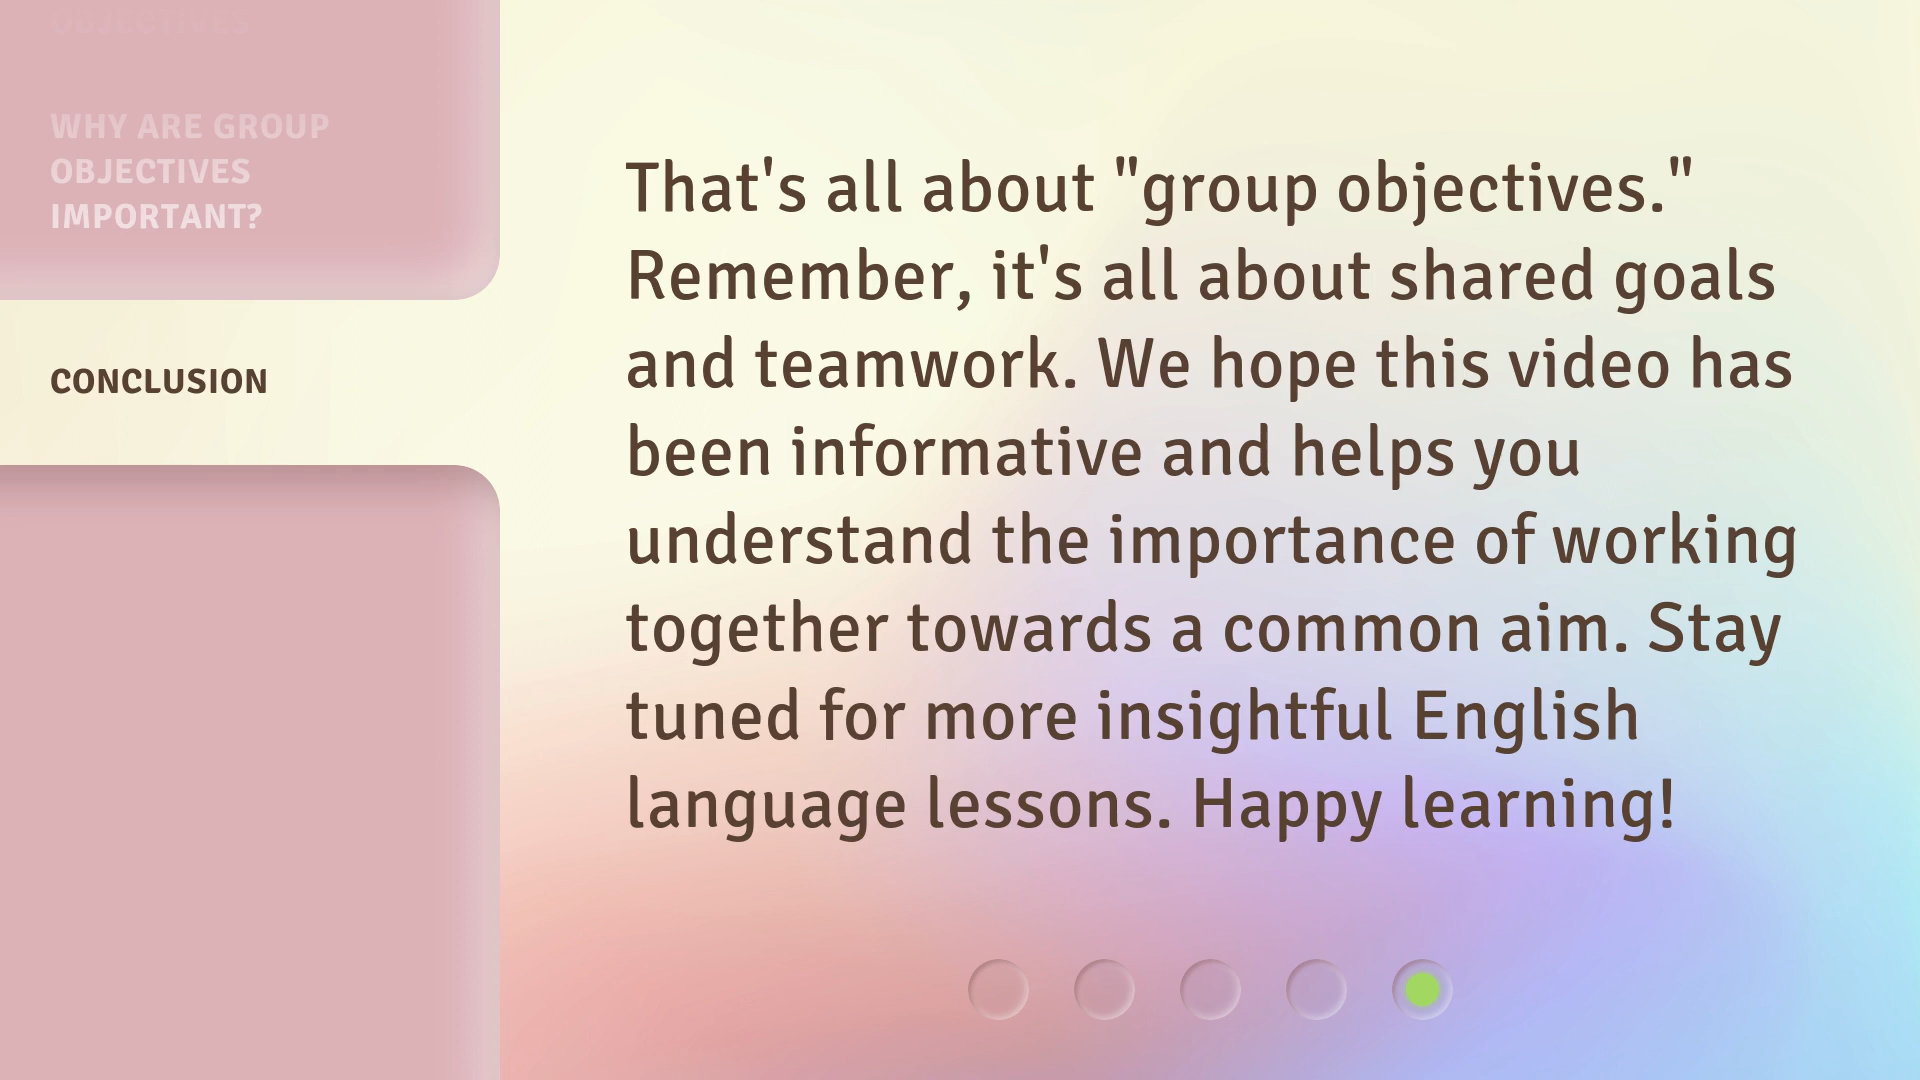 OBJECTIVES
WHY ARE GROUP
OBJECTIVES
IMPORTANT?
CONCLUSION
That's all about "group objectives."
Remember, it's all about shared goals
and teamwork. We hope this video has
been informative and helps you
understand the importance of working
together towards a common aim. Stay
tuned for more insightful English
language lessons. Happy learning!